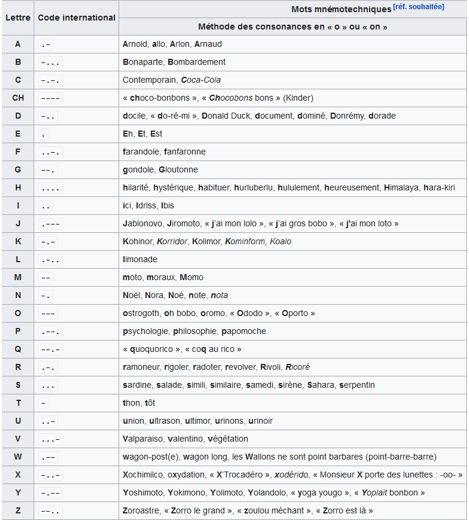 Lettre Code international Mots mnémotechniques [réf. souhaitée]
Méthode des consonances en « o » ou « on »
A .- Arnold, allo, Arlon, Arnaud
B -... Bonaparte, Bombardement
C -.-. Contemporain, Coca-Cola
CH ---- « choco-bonbons », « Chocobons bons » (Kinder)
D -.. docile, « do-ré-mi », Donald Duck, document, dominé, Donrémy, dorade
E . Eh, Et, Est
F ..-. farandole, fanfaronne
G --. gondole, Gloutonne
H .... hilarité, hystérique, habituer, hurluberlu, hululement, heureusement, Himalaya, hara-kiri
I .. ici, Idriss, Ibis
J .--- Jablonovo, Jiromoto, « j'ai mon lolo », « j'ai gros bobo », « j'ai mon loto »
K -.- Kohinor, Korridor, Kolimor, Kominform, Koalo
L .-.. limonade
M -- moto, moraux, Momo
N -. Noël, Nora, Noé, note, nota
O --- ostrogoth, oh bobo, oromo, « Ododo », « Oporto »
P .--. psychologie, philosophie, papomoche
Q --.- « quoquorico », « coq au rico »
R .-. ramoneur, rigoler, radoter, revolver, Rivoli, Ricoré
S ... sardine, salade, simili, similaire, samedi, sirène, Sahara, serpentin
T - thon, tôt
U ..- union, ultrason, ultimor, urinons, urinoir
V ...- Valparaiso, valentino, végétation
W .-- wagon-post(e), wagon long, les Wallons ne sont point barbares (point-barre-barre)
X -..- Xochimilco, oxydation, « X'Trocadéro », xodérido, « Monsieur X porte des lunettes : -oo- »
Y -.-- Yoshimoto, Yokimono, Yolimoto, Yolandolo, « yoga yougo », « Yoplait bonbon »
Z --.. Zoroastre, « Zorro le grand », « zoulou méchant », « Zorro est là »